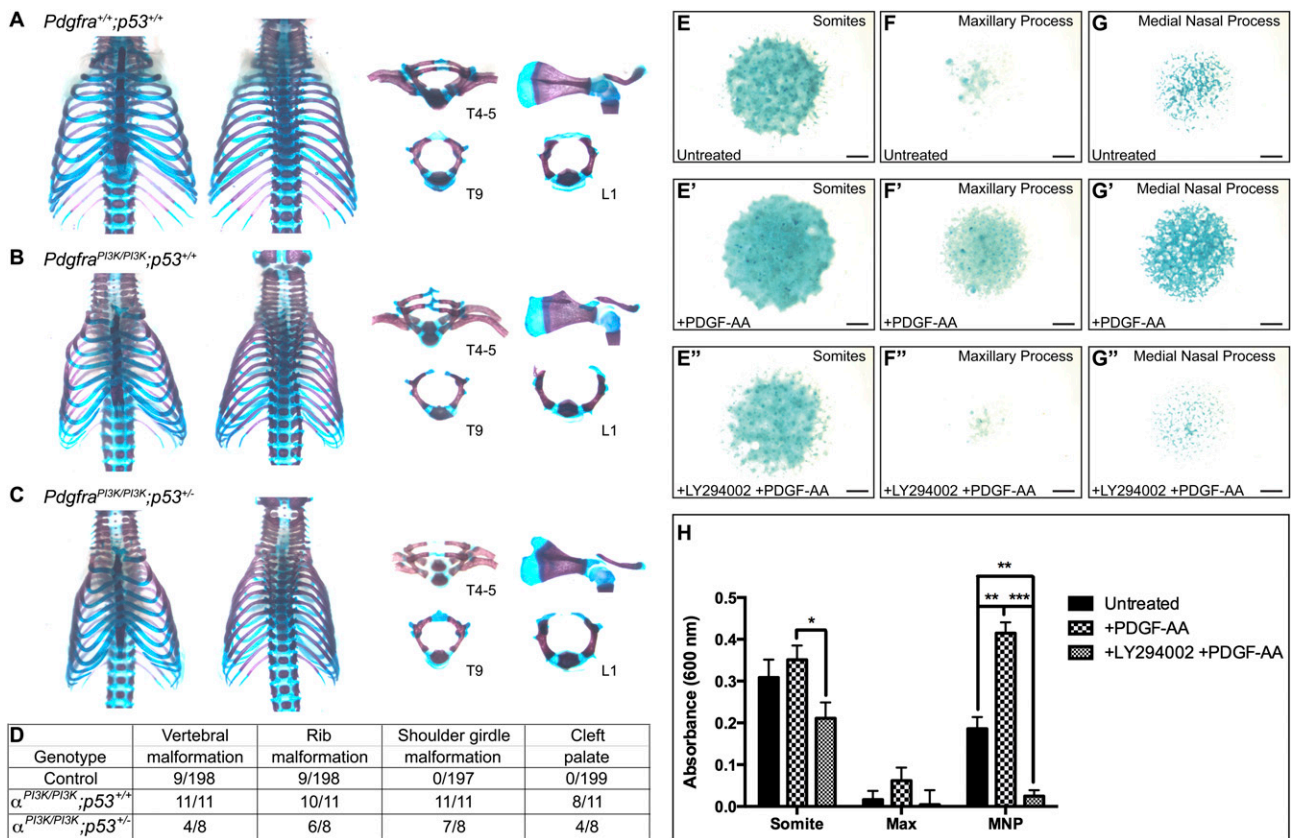 A
Pdgfra+/+;p53+/+
T4-5
T9
L1
B
PdgfraPI3K/PI3K;p53+/+
T4-5
T9
L1
C
PdgfraPI3K/PI3K;p53+/-
T4-5
T9
L1
D
Genotype Vertebral malformation Rib malformation Shoulder girdle malformation Cleft palate
Control 9/198 9/198 0/197 0/199
αPI3K/PI3K;p53+/+ 11/11 10/11 11/11 8/11
αPI3K/PI3K;p53+/- 4/8 6/8 7/8 4/8
E Somites
Untreated
F Maxillary Process
Untreated
G Medial Nasal Process
Untreated
E' Somites
+PDGF-AA
F' Maxillary Process
+PDGF-AA
G' Medial Nasal Process
+PDGF-AA
E" Somites
+LY294002 +PDGF-AA
F" Maxillary Process
+LY294002 +PDGF-AA
G" Medial Nasal Process
+LY294002 +PDGF-AA
H
Absorbance (600 nm)
0.5
0.4
0.3
0.2
0.1
0.0
*
**
** ***
Somite Max MNP
Untreated
+PDGF-AA
+LY294002 +PDGF-AA